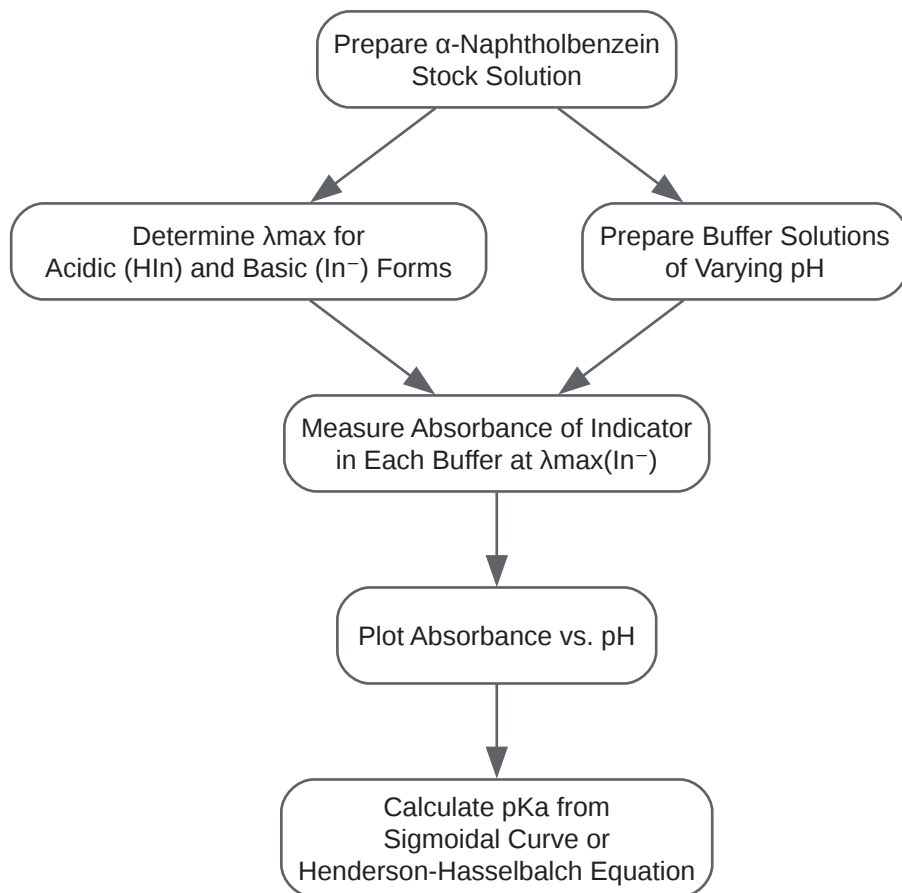 Prepare α-Naphtholbenzein
Stock Solution
Determine λmax for
Acidic (HIn) and Basic (In⁻) Forms
Prepare Buffer Solutions
of Varying pH
Measure Absorbance of Indicator
in Each Buffer at λmax(In⁻)
Plot Absorbance vs. pH
Calculate pKa from
Sigmoidal Curve or
Henderson-Hasselbalch Equation